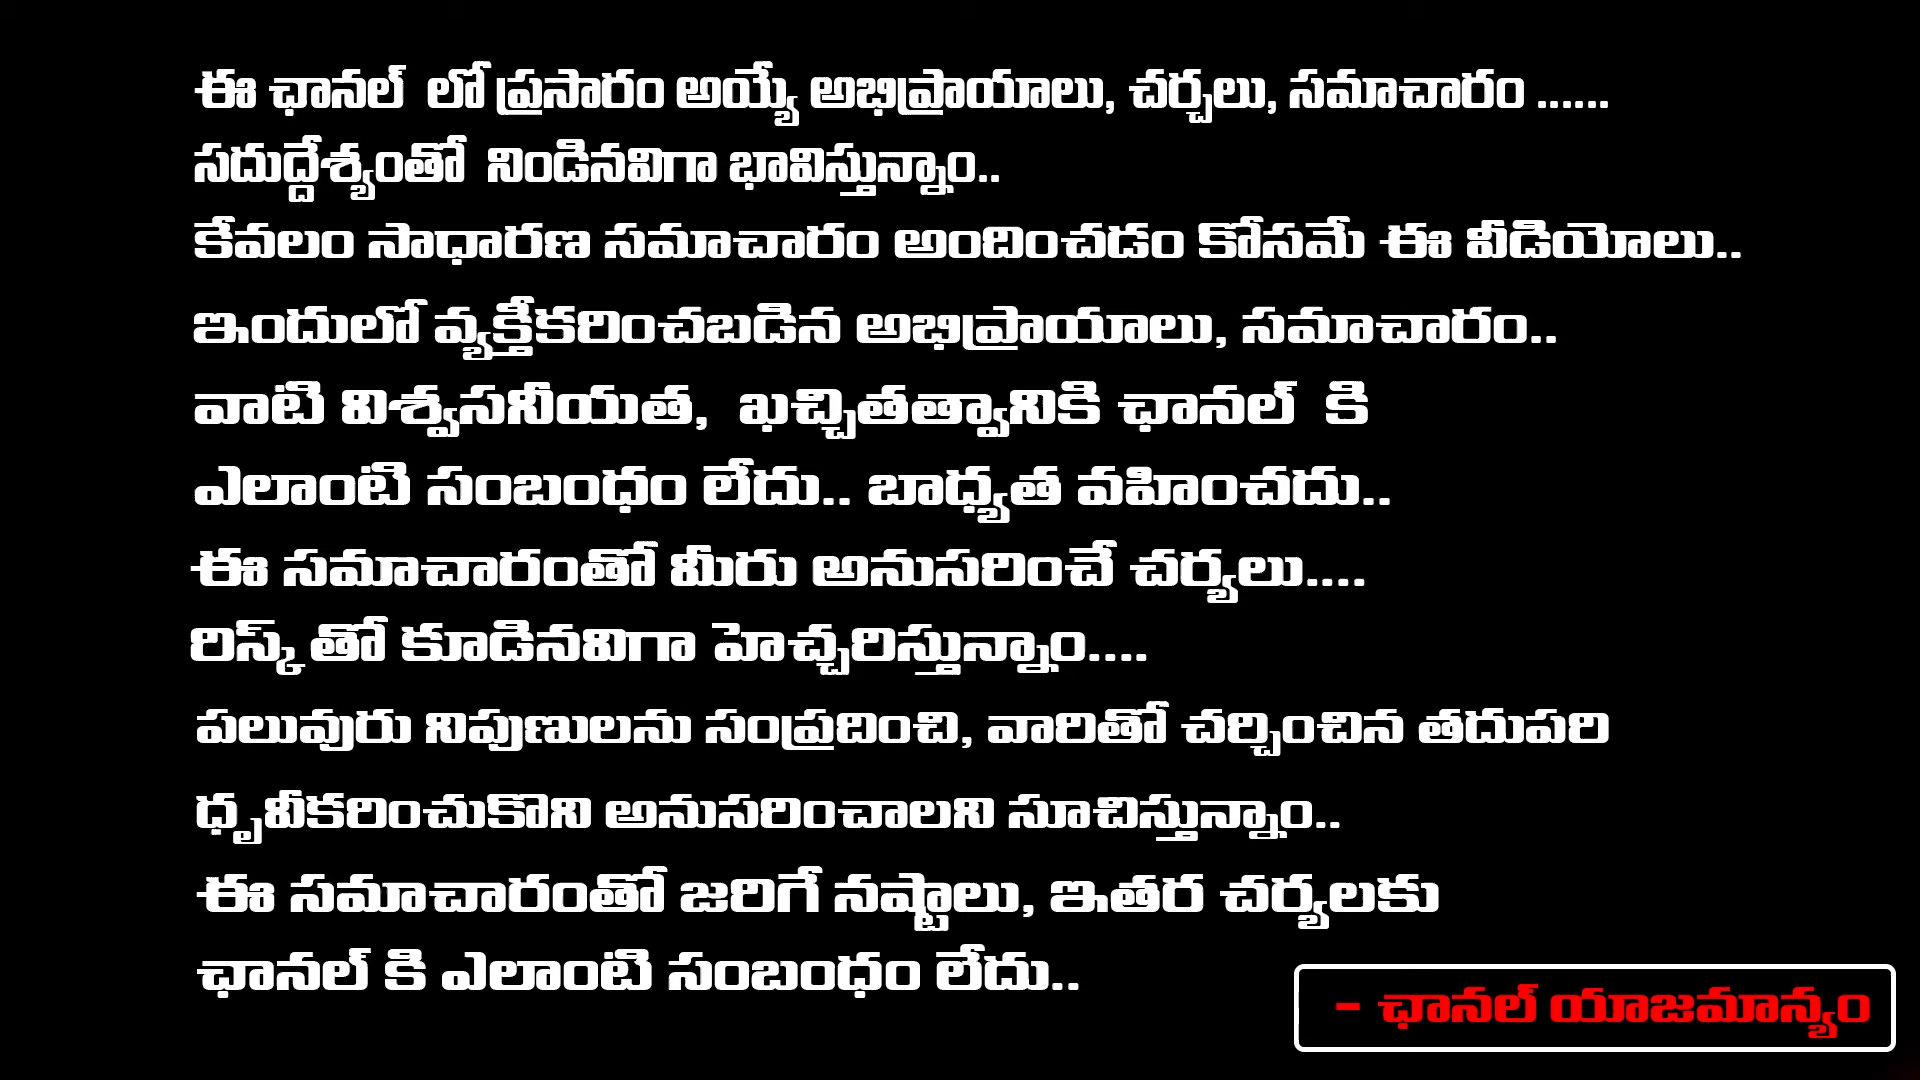 ఈ ఛానల్ లో ప్రసారం అయ్యే అభిప్రాయాలు, చర్చలు, సమాచారం ......
సదుద్దేశ్యంతో నిండినవిగా భావిస్తున్నాం..
కేవలం సాధారణ సమాచారం అందించడం కోసమే ఈ వీడియోలు..
ఇందులో వ్యక్తీకరించబడిన అభిప్రాయాలు, సమాచారం..
వాటి విశ్వసనీయత, ఖచ్చితత్వానికి ఛానల్ కి
ఎలాంటి సంబంధం లేదు.. బాధ్యత వహించదు..
ఈ సమాచారంతో మీరు అనుసరించే చర్యలు....
రిస్క్ తో కూడినవిగా హెచ్చరిస్తున్నాం....
పలువురు నిపుణులను సంప్రదించి, వారితో చర్చించిన తదుపరి
ధృవీకరించుకొని అనుసరించాలని సూచిస్తున్నాం..
ఈ సమాచారంతో జరిగే నష్టాలు, ఇతర చర్యలకు
ఛానల్ కి ఎలాంటి సంబంధం లేదు..
- ఛానల్ యాజమాన్యం